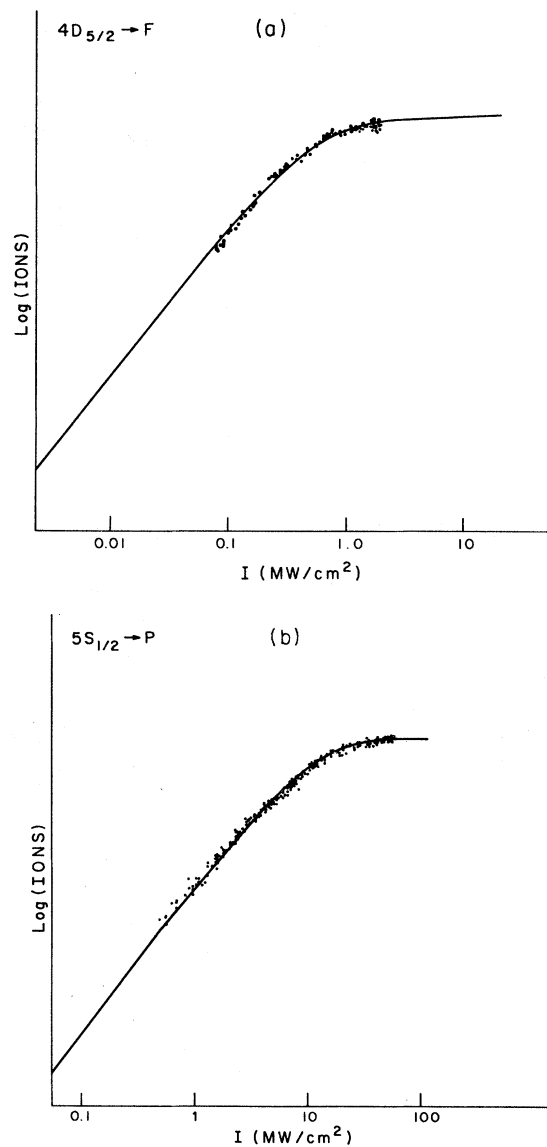 4D5/2→F (a)
Log(IONS)
0.01 0.1 1.0 10
I (MW/cm²)
5S1/2→P (b)
Log(IONS)
0.1 1 10 100
I (MW/cm²)